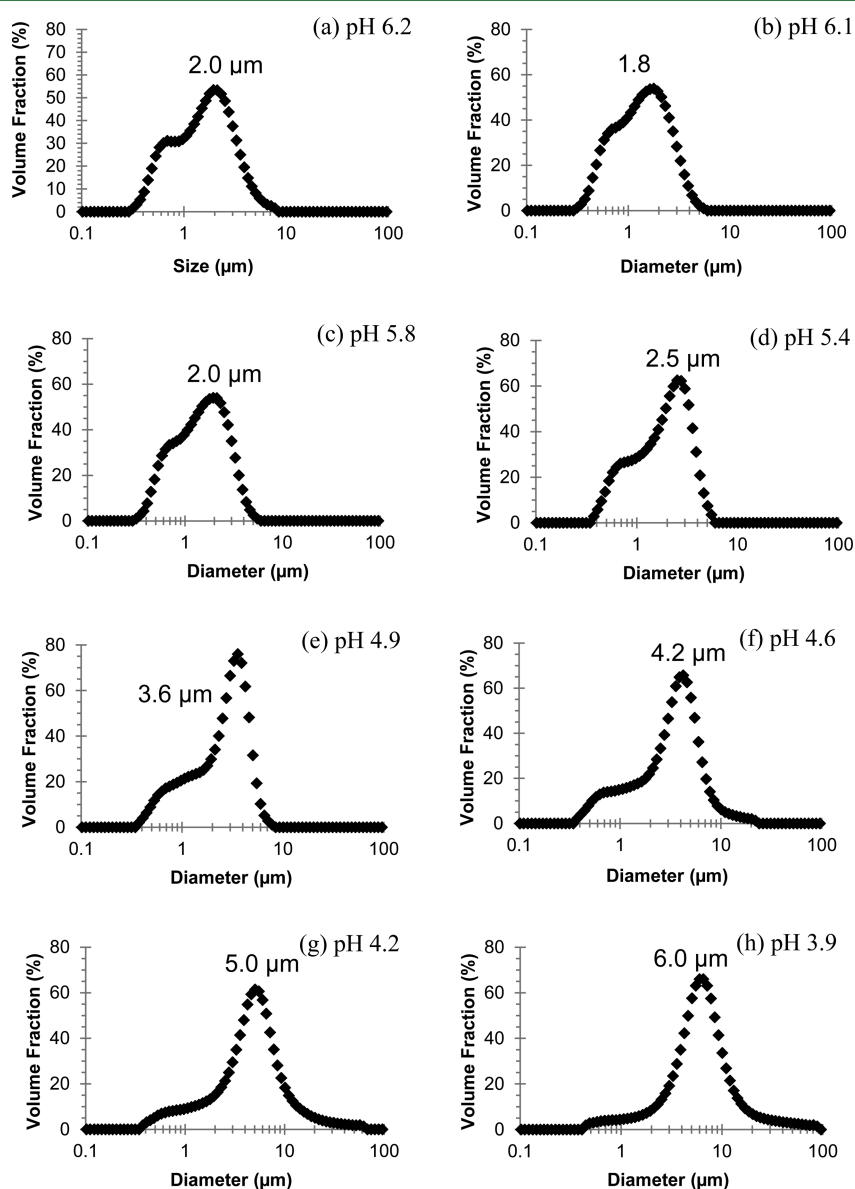 (a) pH 6.2
2.0 µm
Volume Fraction (%)
80
70
60
50
40
30
20
10
0
0.1 1 10 100
Size (µm)
(b) pH 6.1
1.8
Volume Fraction (%)
80
60
40
20
0
0.1 1 10 100
Diameter (µm)
(c) pH 5.8
2.0 µm
Volume Fraction (%)
80
60
40
20
0
0.1 1 10 100
Diameter (µm)
(d) pH 5.4
2.5 µm
Volume Fraction (%)
80
60
40
20
0
0.1 1 10 100
Diameter (µm)
(e) pH 4.9
3.6 µm
Volume Fraction (%)
80
60
40
20
0
0.1 1 10 100
Diameter (µm)
(f) pH 4.6
4.2 µm
Volume Fraction (%)
80
60
40
20
0
0.1 1 10 100
Diameter (µm)
(g) pH 4.2
5.0 µm
Volume Fraction (%)
80
60
40
20
0
0.1 1 10 100
Diameter (µm)
(h) pH 3.9
6.0 µm
Volume Fraction (%)
80
60
40
20
0
0.1 1 10 100
Diameter (µm)